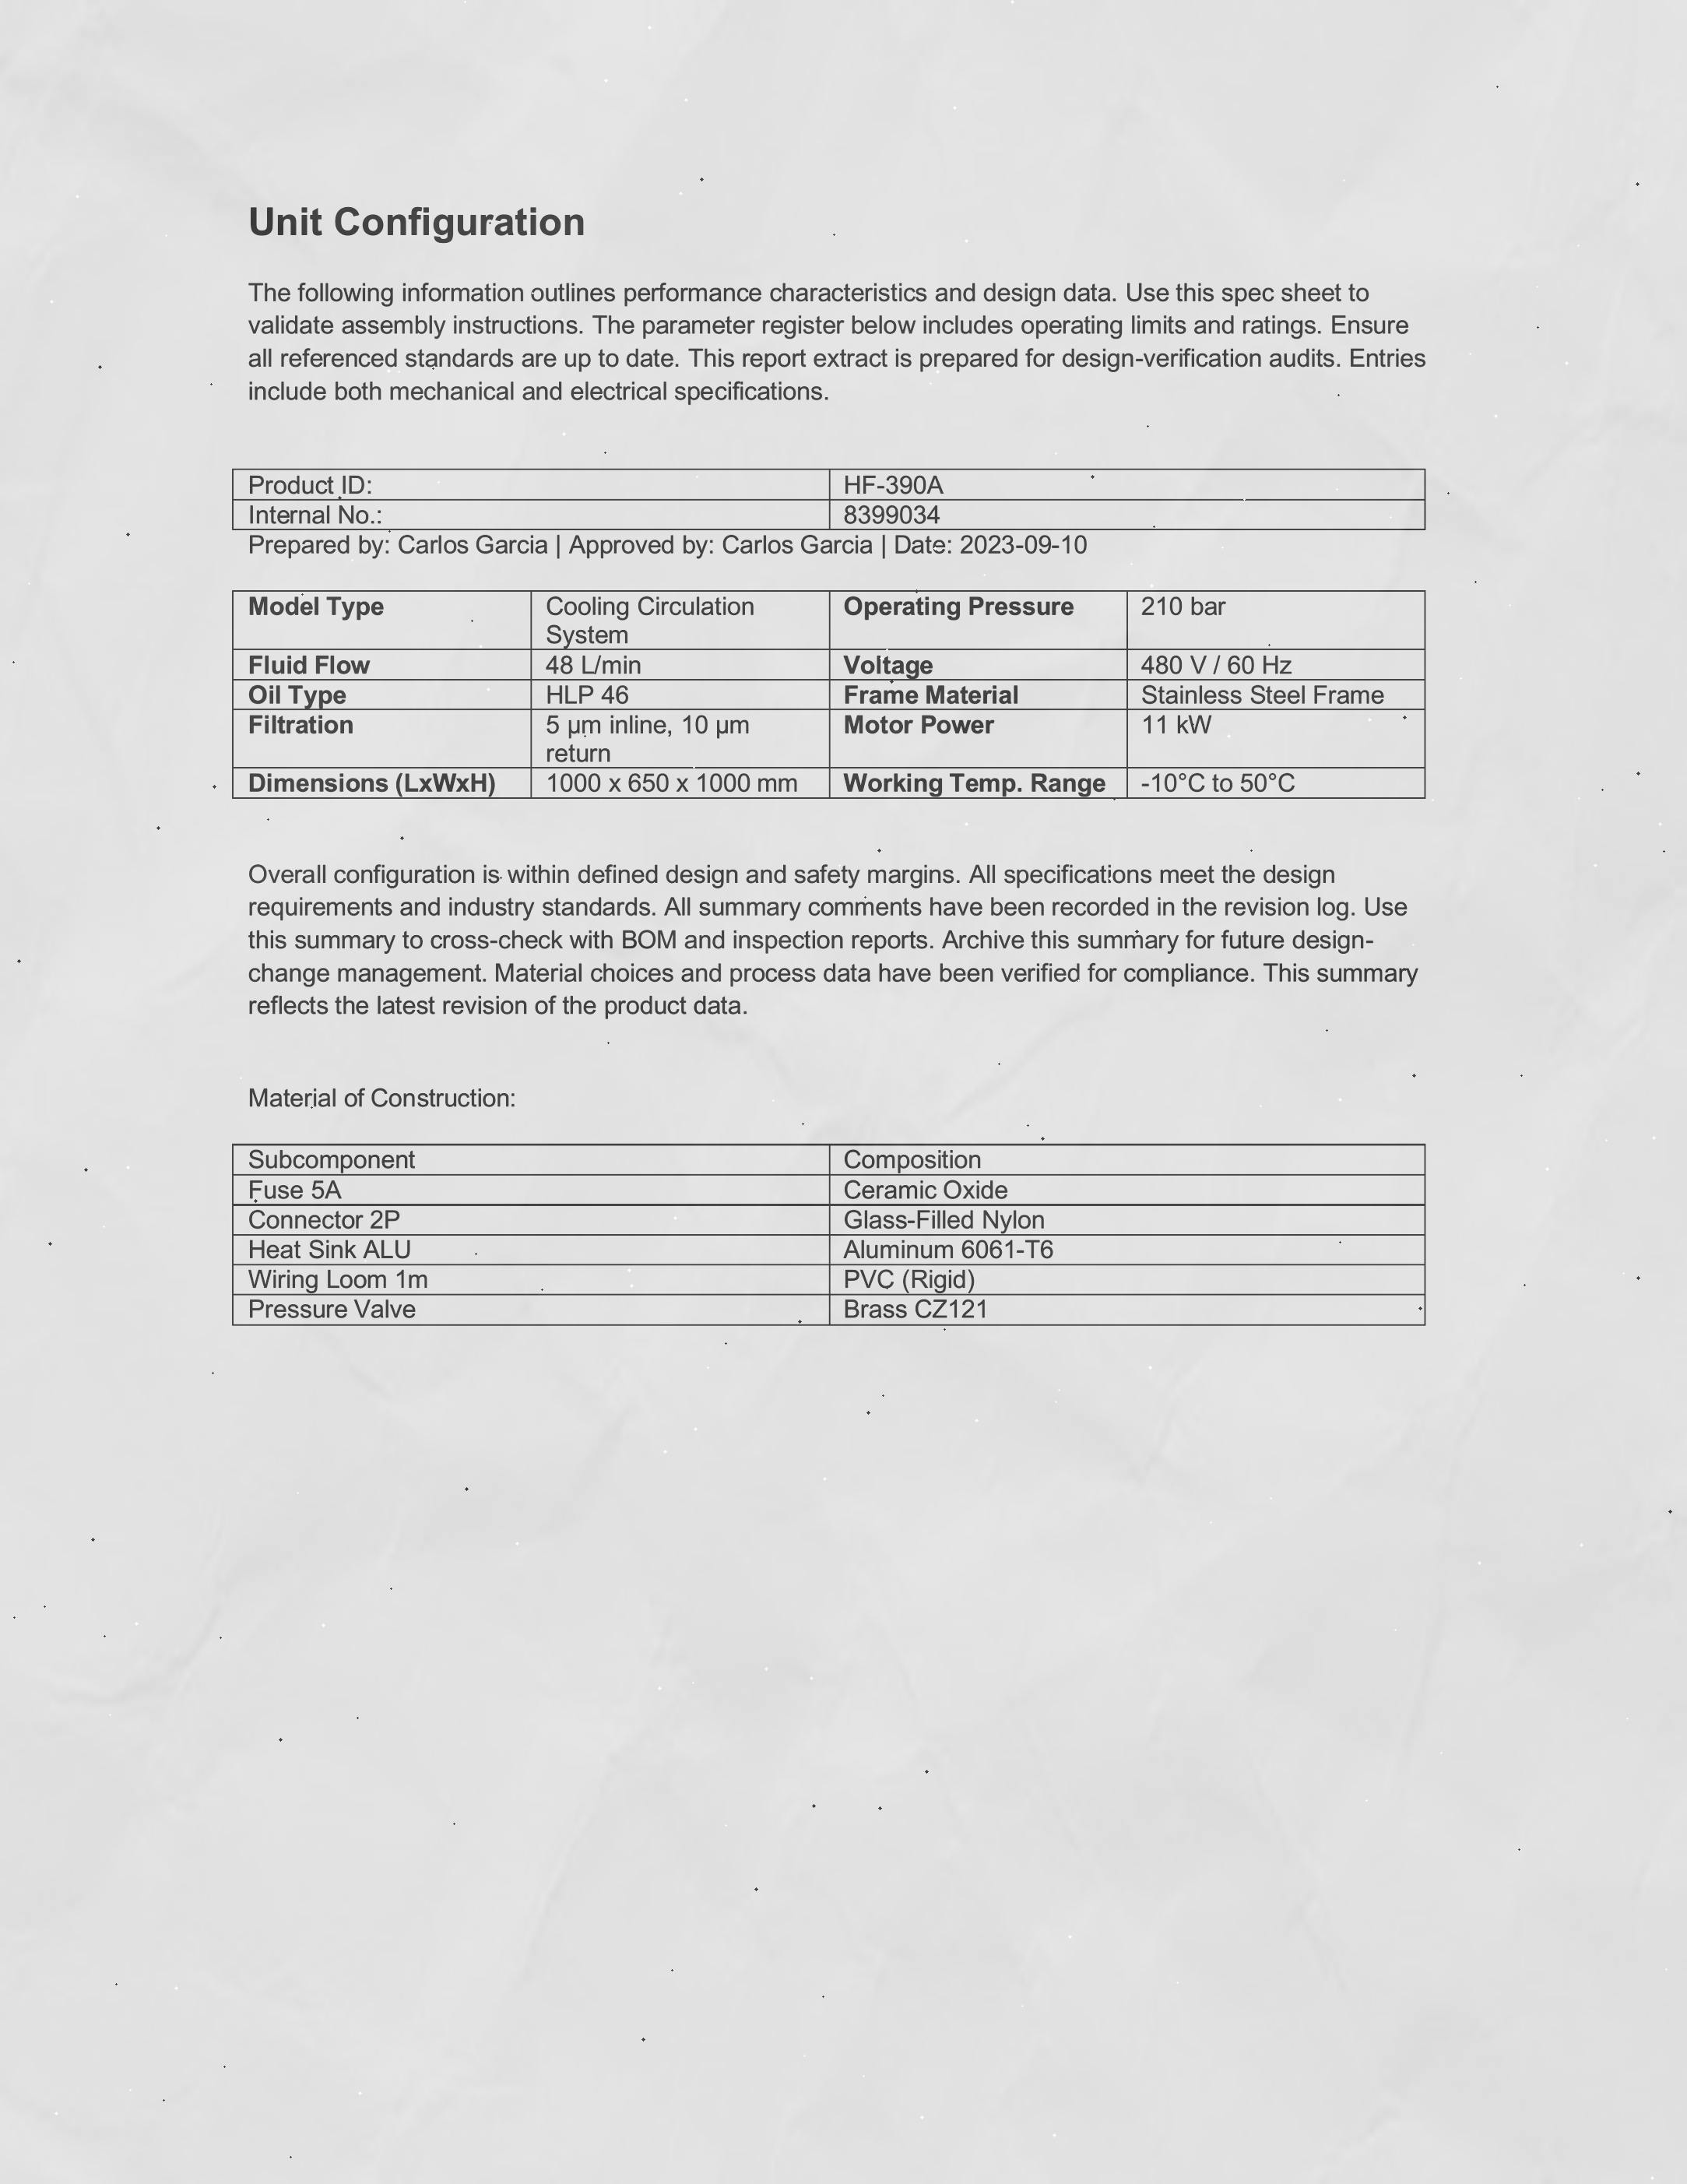 Unit Configuration
The following information outlines performance characteristics and design data. Use this spec sheet to
validate assembly instructions. The parameter register below includes operating limits and ratings. Ensure
all referenced standards are up to date. This report extract is prepared for design-verification audits. Entries
include both mechanical and electrical specifications.
Product ID: HF-390A
Internal No.: 8399034
Prepared by: Carlos Garcia | Approved by: Carlos Garcia | Date: 2023-09-10
Model Type Cooling Circulation Operating Pressure 210 bar
System
Fluid Flow 48 L/min Voltage 480 V / 60 Hz
Oil Type HLP 46 Frame Material Stainless Steel Frame
Filtration 5 µm inline, 10 µm Motor Power 11 kW
return
Dimensions (LxWxH) 1000 x 650 x 1000 mm Working Temp. Range -10°C to 50°C
Overall configuration is within defined design and safety margins. All specifications meet the design
requirements and industry standards. All summary comments have been recorded in the revision log. Use
this summary to cross-check with BOM and inspection reports. Archive this summary for future design-
change management. Material choices and process data have been verified for compliance. This summary
reflects the latest revision of the product data.
Material of Construction:
Subcomponent Composition
Fuse 5A Ceramic Oxide
Connector 2P Glass-Filled Nylon
Heat Sink ALU Aluminum 6061-T6
Wiring Loom 1m PVC (Rigid)
Pressure Valve Brass CZ121